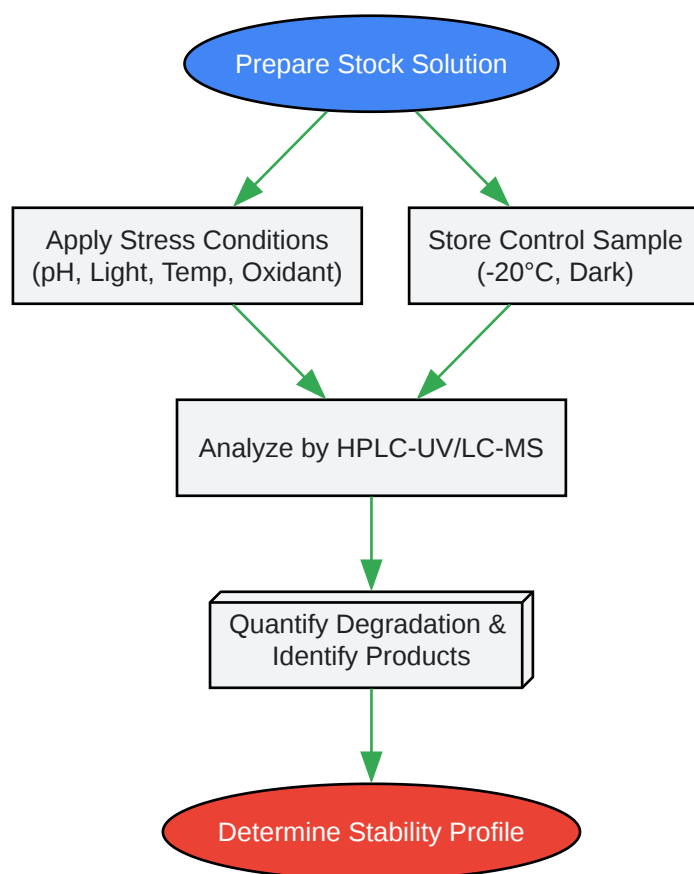 Prepare Stock Solution
Apply Stress Conditions
(pH, Light, Temp, Oxidant)
Store Control Sample
(-20°C, Dark)
Analyze by HPLC-UV/LC-MS
Quantify Degradation &
Identify Products
Determine Stability Profile